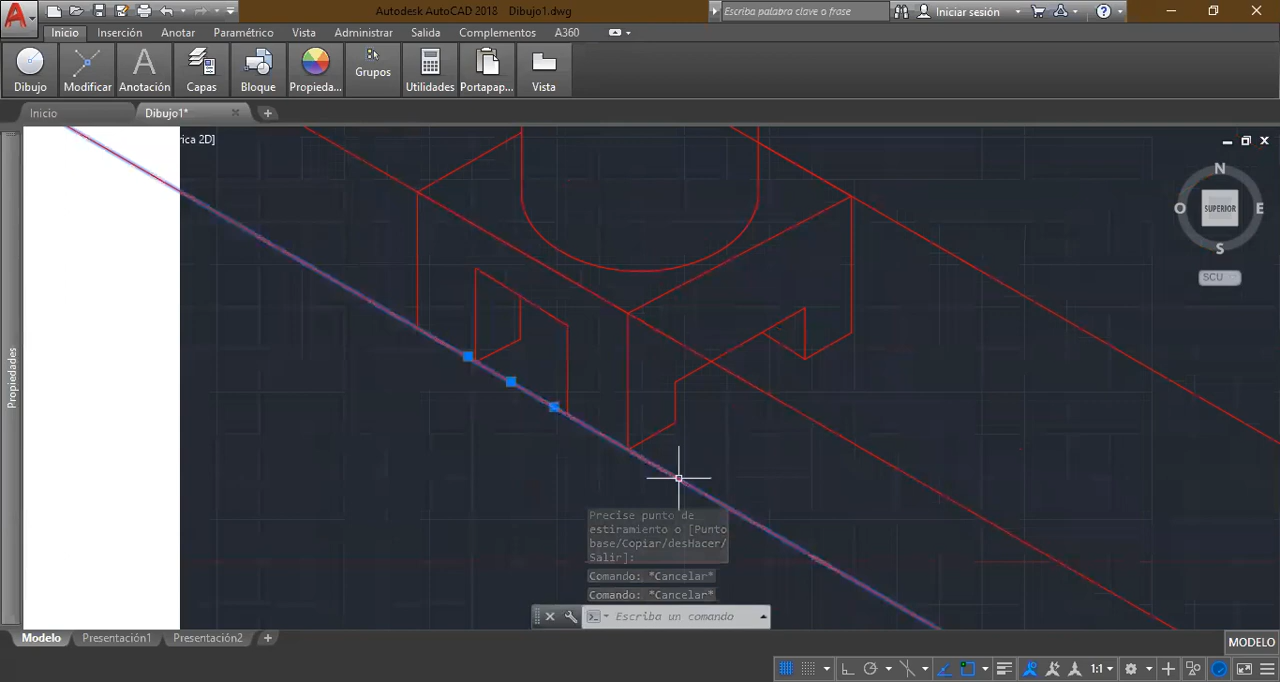 Autodesk AutoCAD 2018 Dibujo1.dwg
Escriba palabra clave o frase
Iniciar sesión
Inicio Inserción Anotar Paramétrico Vista Administrar Salida Complementos A360
Dibujo Modificar Anotación Capas Bloque Propieda... Grupos Utilidades Portapap... Vista
Inicio Dibujo1*
rica 2D]
N
O SUPERIOR E
S
SCU
Propiedades
Precise punto de
estiramiento o [Punto
base/Copiar/desHacer/
Salir]:
Comando: *Cancelar*
Comando: *Cancelar*
Escriba un comando
Modelo Presentación1 Presentación2
MODELO
1:1